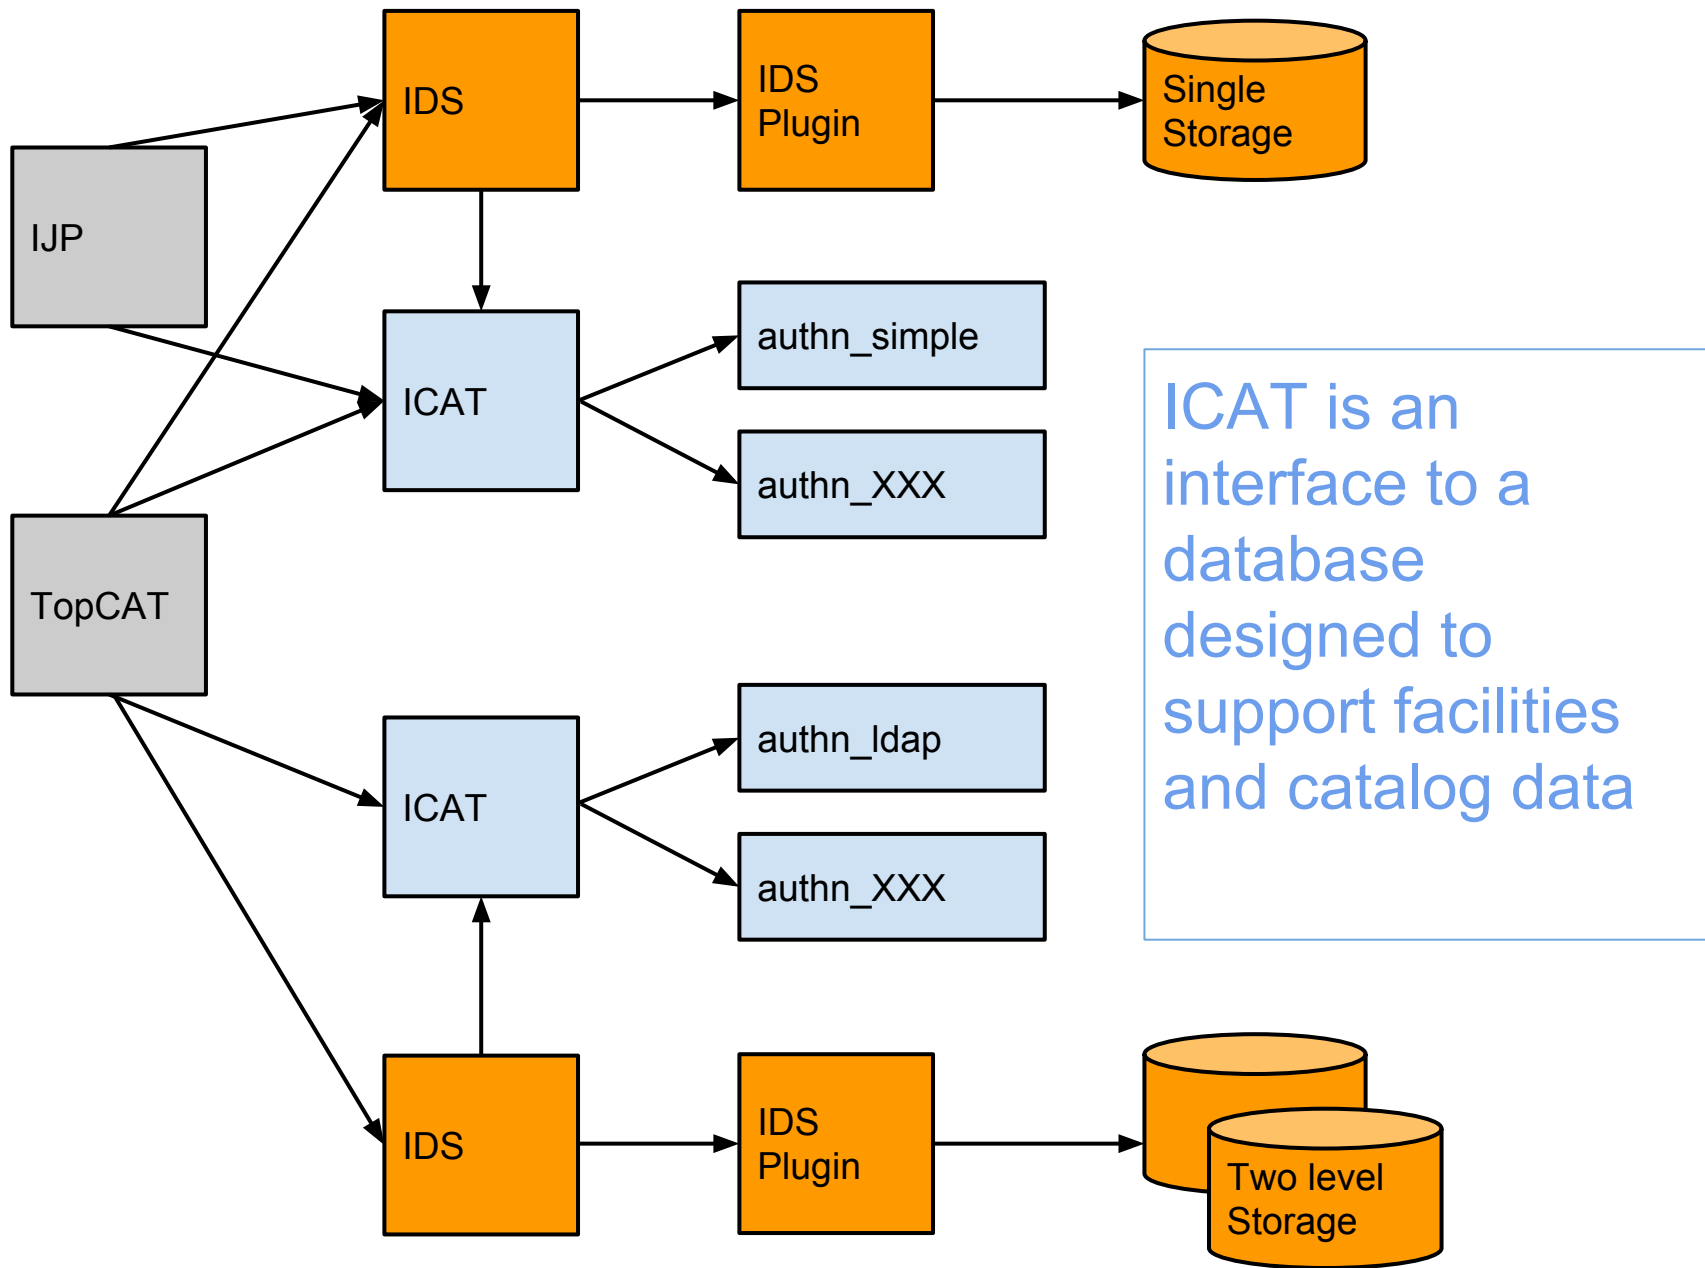 IDS
IDS
Plugin
Single
Storage
IJP
ICAT
authn_simple
authn_XXX
TopCAT
ICAT
authn_ldap
authn_XXX
ICAT is an
interface to a
database
designed to
support facilities
and catalog data
IDS
IDS
Plugin
Two level
Storage